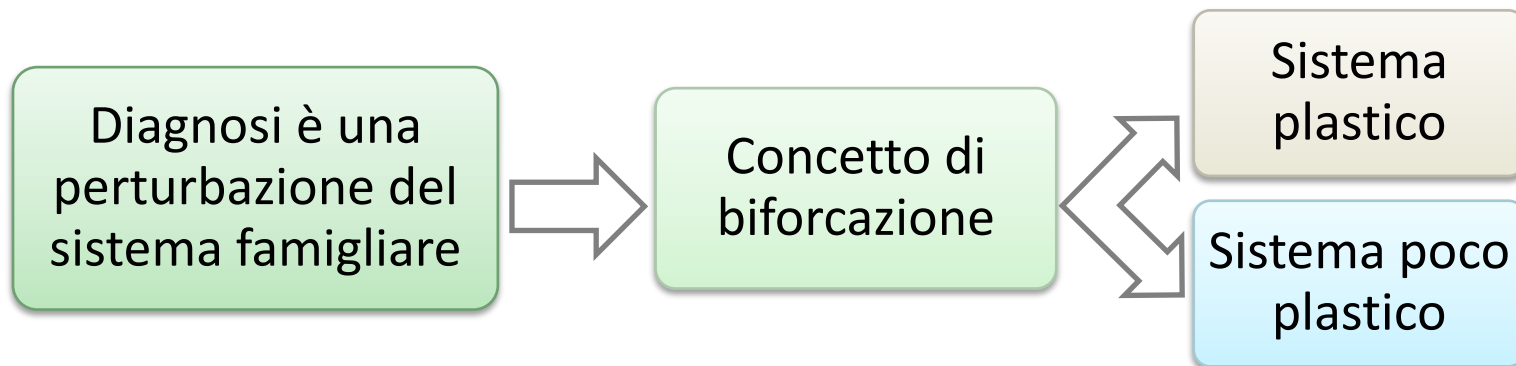 Diagnosi è una
perturbazione del
sistema famigliare
Concetto di
biforcazione
Sistema
plastico
Sistema poco
plastico